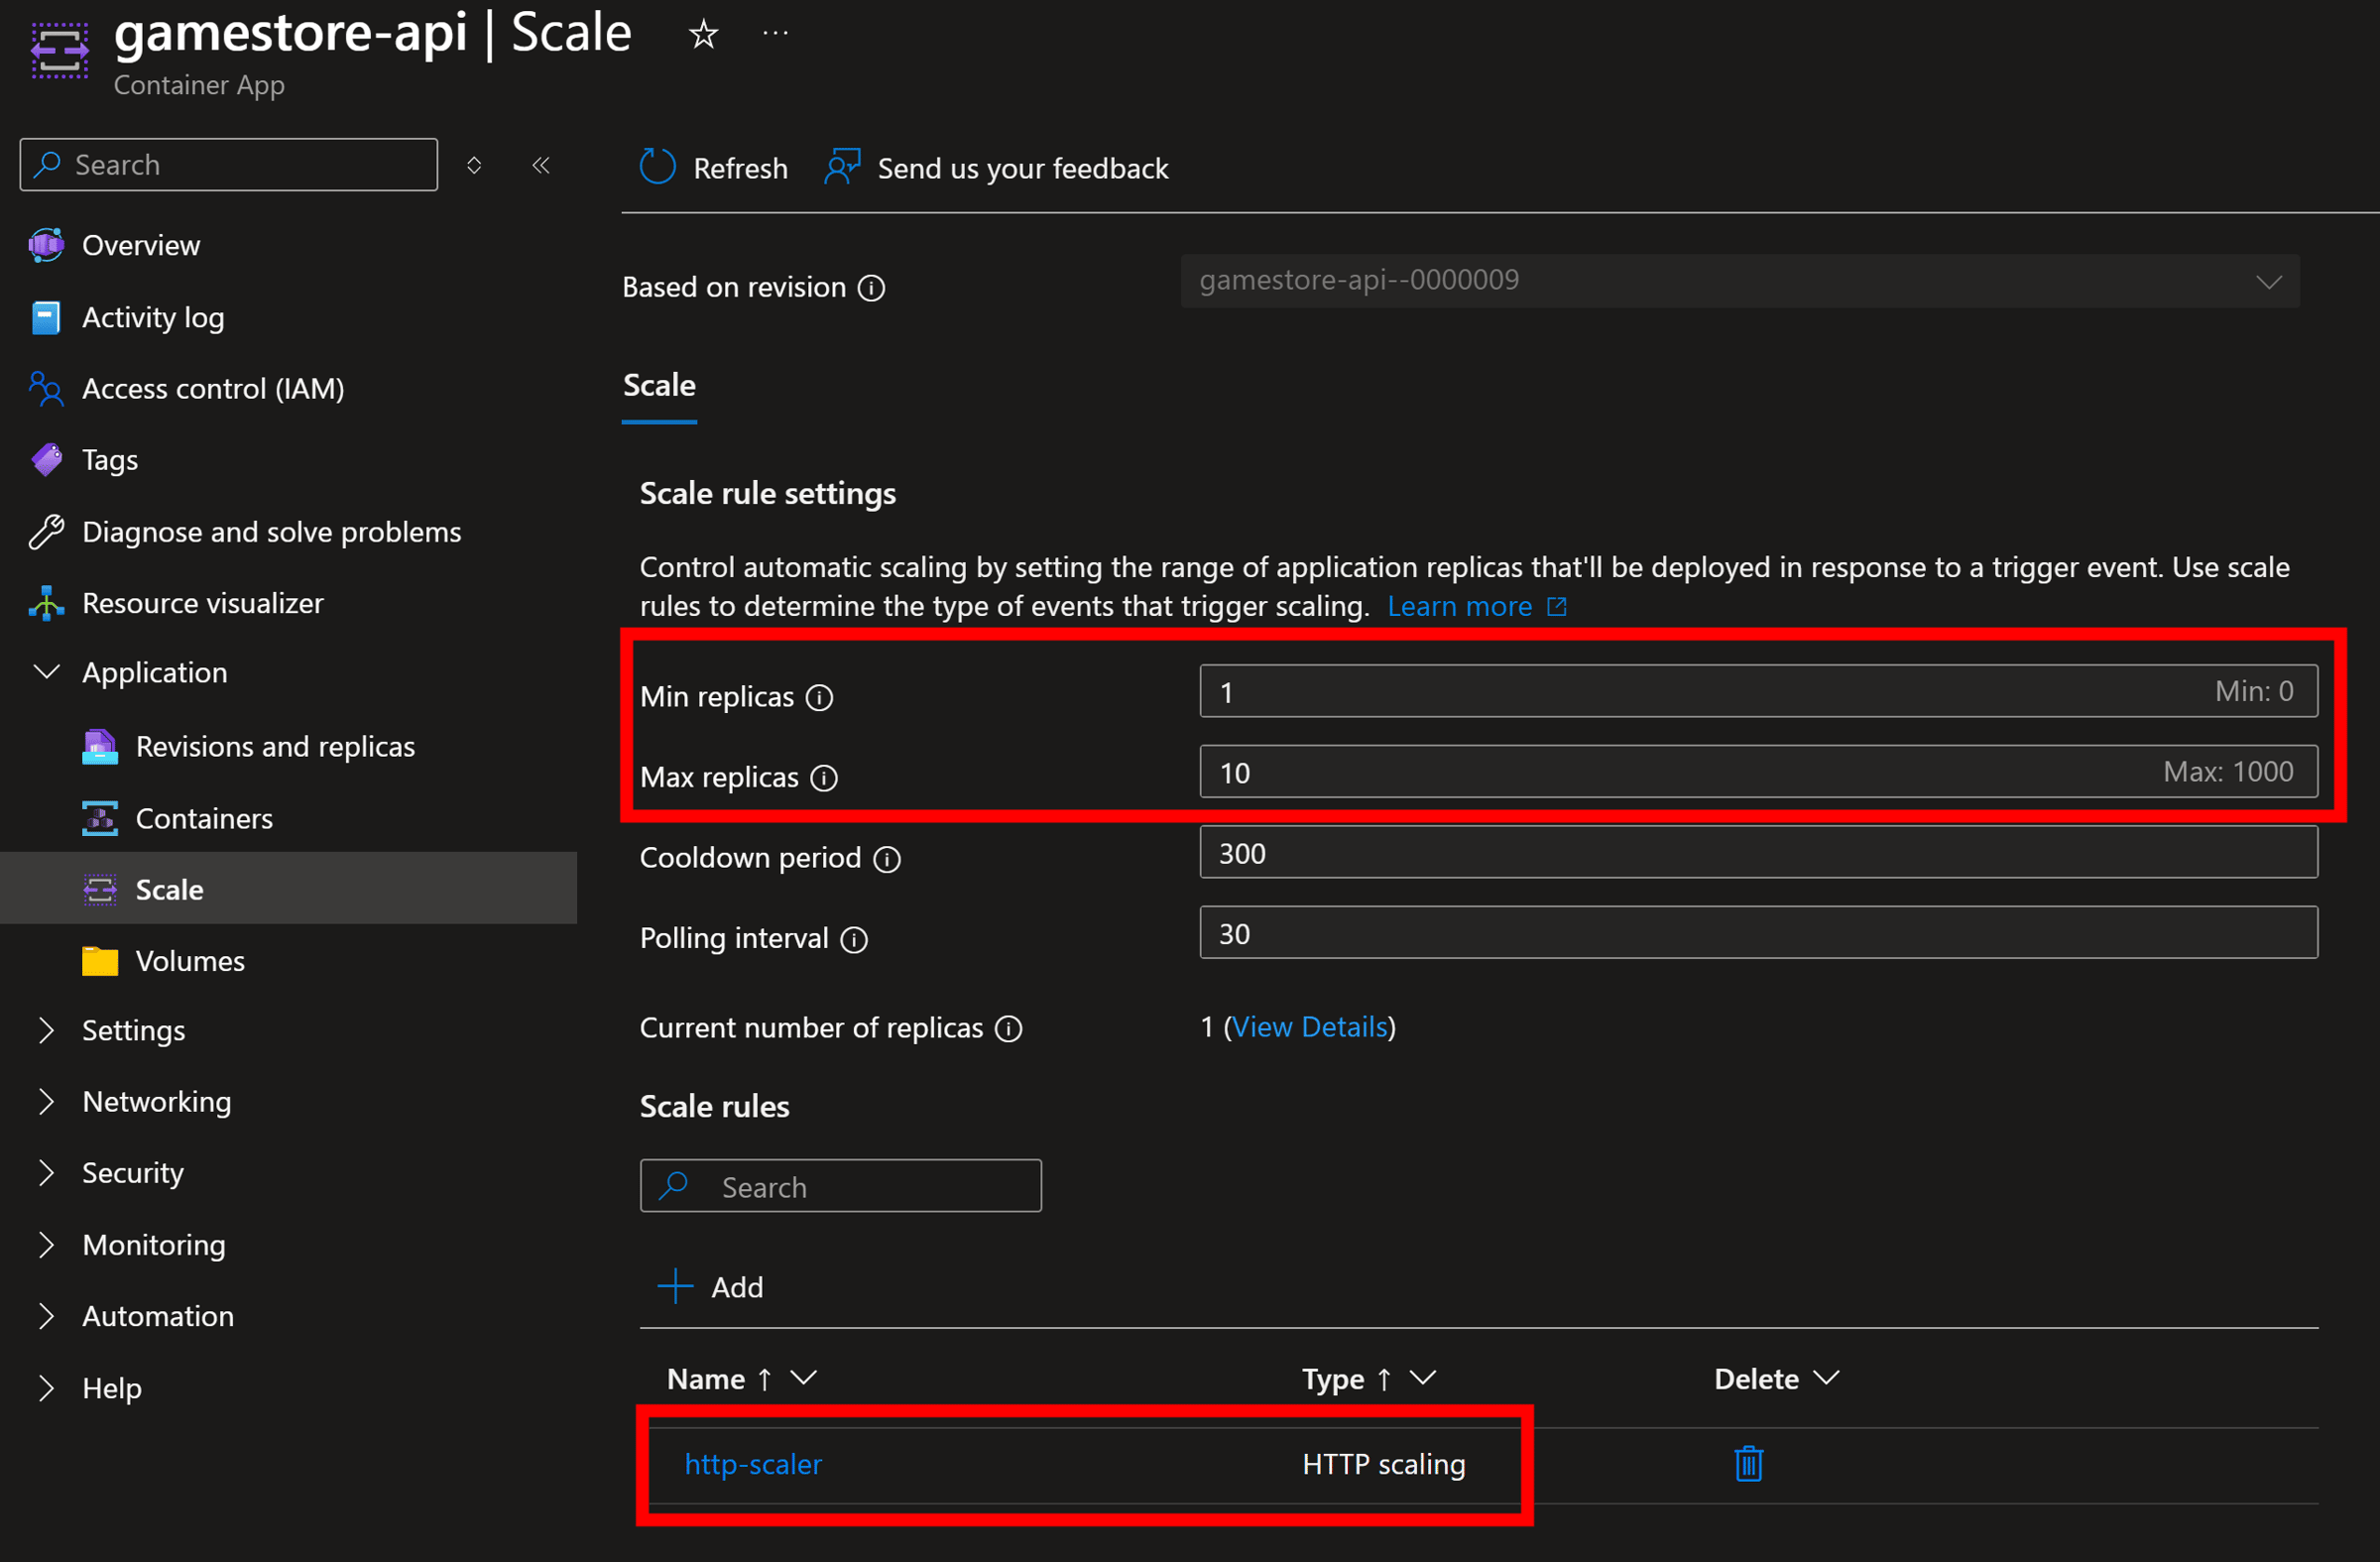 gamestore-api | Scale
Container App
Search
Overview
Activity log
Access control (IAM)
Tags
Diagnose and solve problems
Resource visualizer
Application
Revisions and replicas
Containers
Scale
Volumes
Settings
Networking
Security
Monitoring
Automation
Help
Refresh
Send us your feedback
Based on revision
gamestore-api--0000009
Scale
Scale rule settings
Control automatic scaling by setting the range of application replicas that'll be deployed in response to a trigger event. Use scale
rules to determine the type of events that trigger scaling. Learn more
Min replicas
1
Min: 0
Max replicas
10
Max: 1000
Cooldown period
300
Polling interval
30
Current number of replicas
1 (View Details)
Scale rules
Search
Add
Name ↑
Type ↑
Delete
http-scaler
HTTP scaling